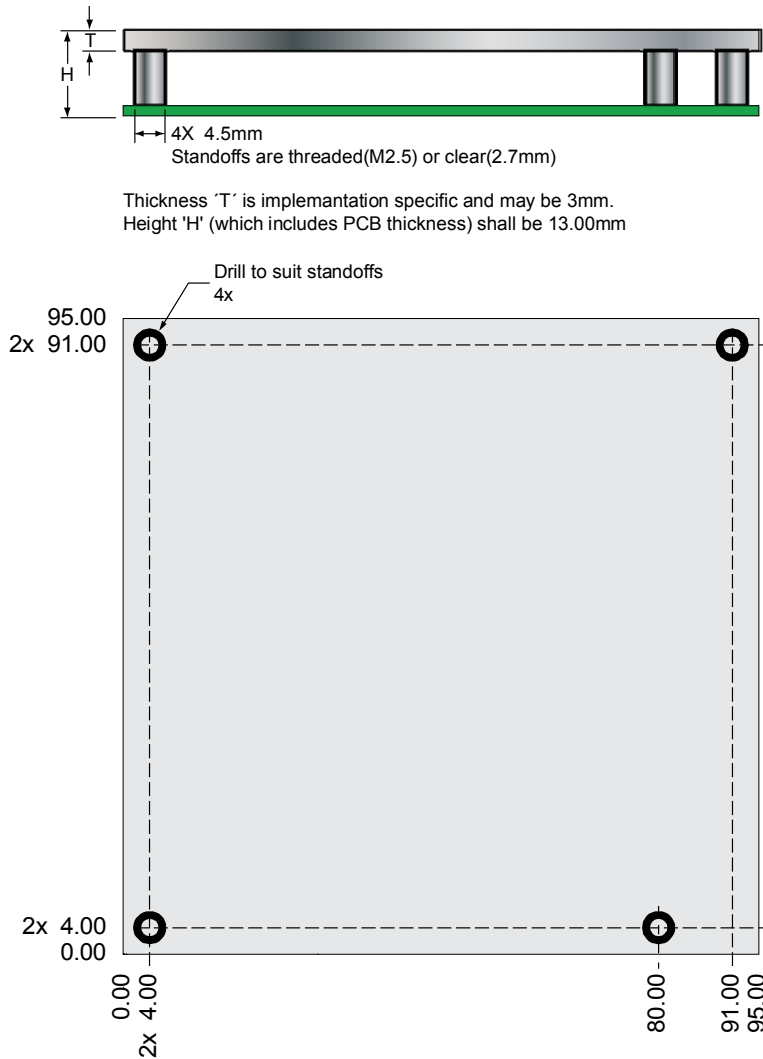 T
H
4X 4.5mm
Standoffs are threaded(M2.5) or clear(2.7mm)
Thickness ´T´ is implemantation specific and may be 3mm.
Height 'H' (which includes PCB thickness) shall be 13.00mm
Drill to suit standoffs
4x
95.00
2x 91.00
2x 4.00
0.00
0.00
2x 4.00
80.00
91.00
95.00